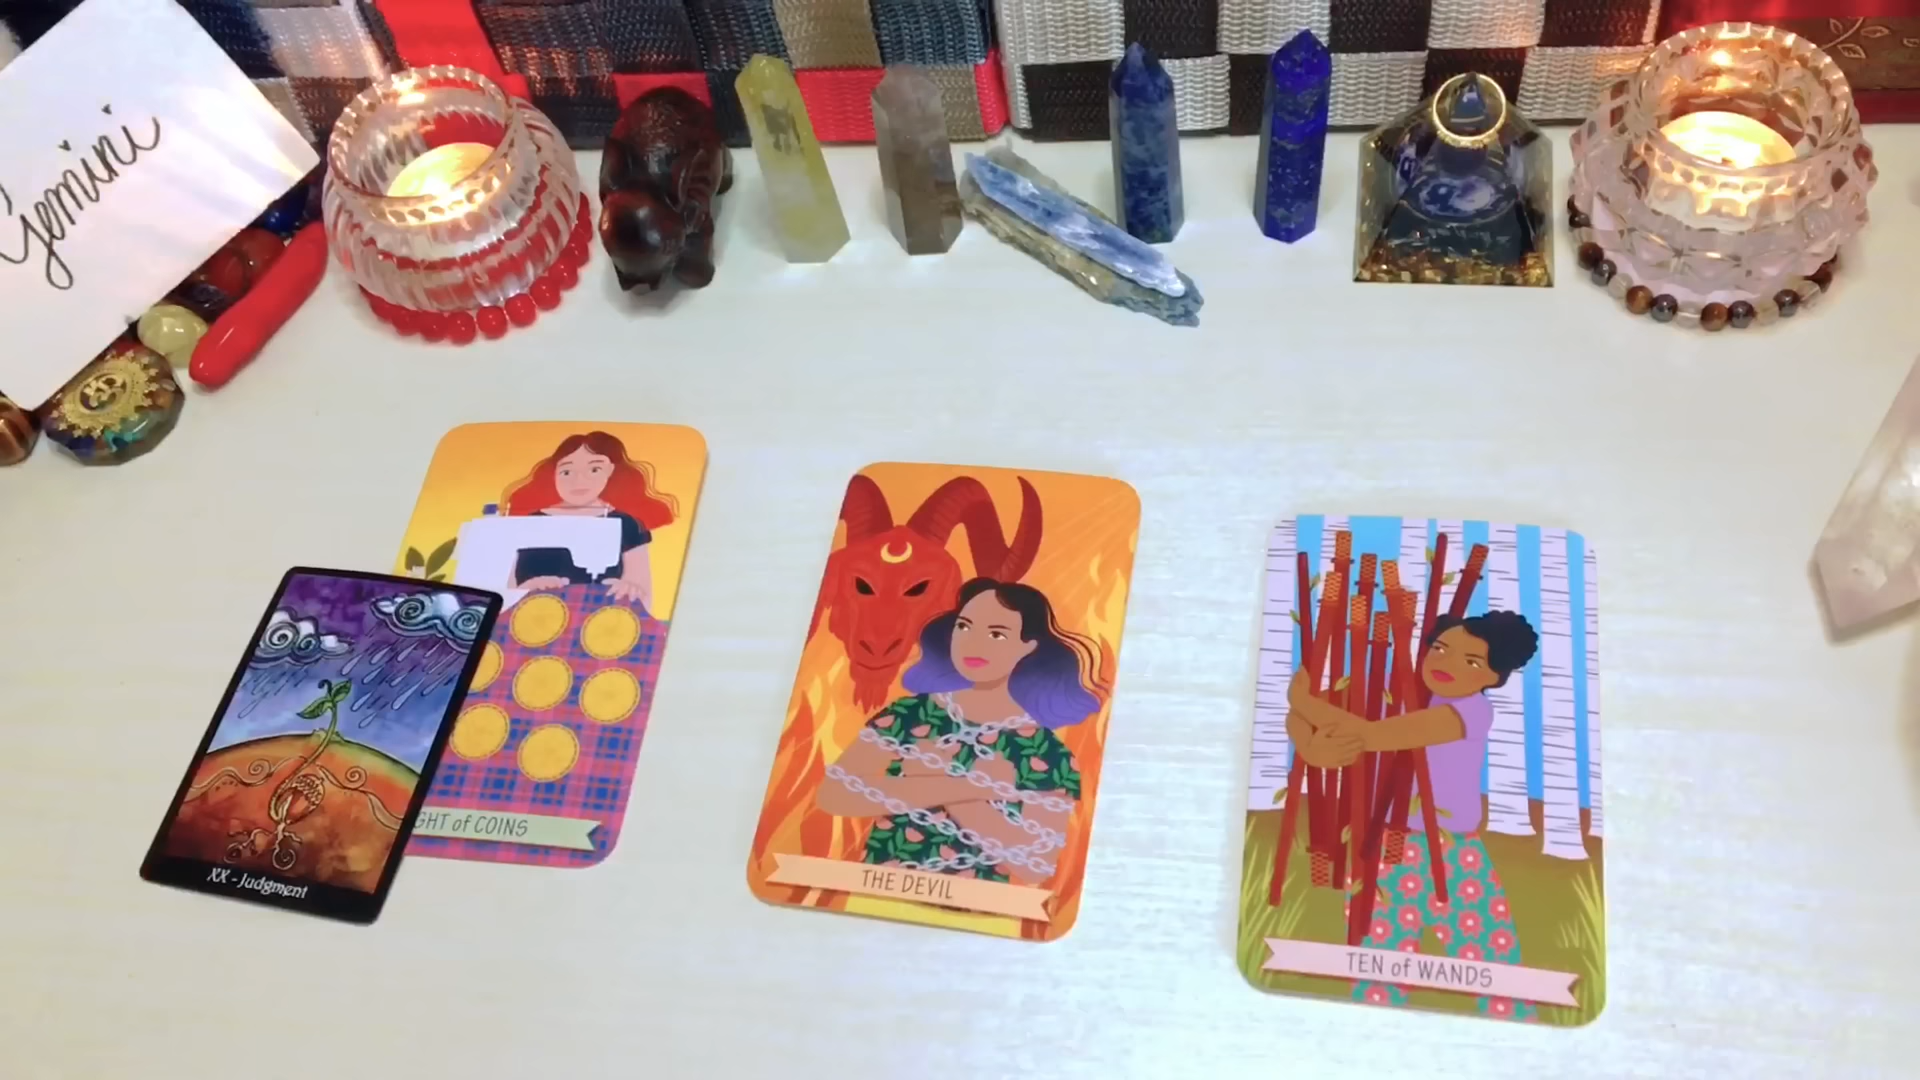 Gemini
GHT of COINS
XX - Judgment
THE DEVIL
TEN of WANDS